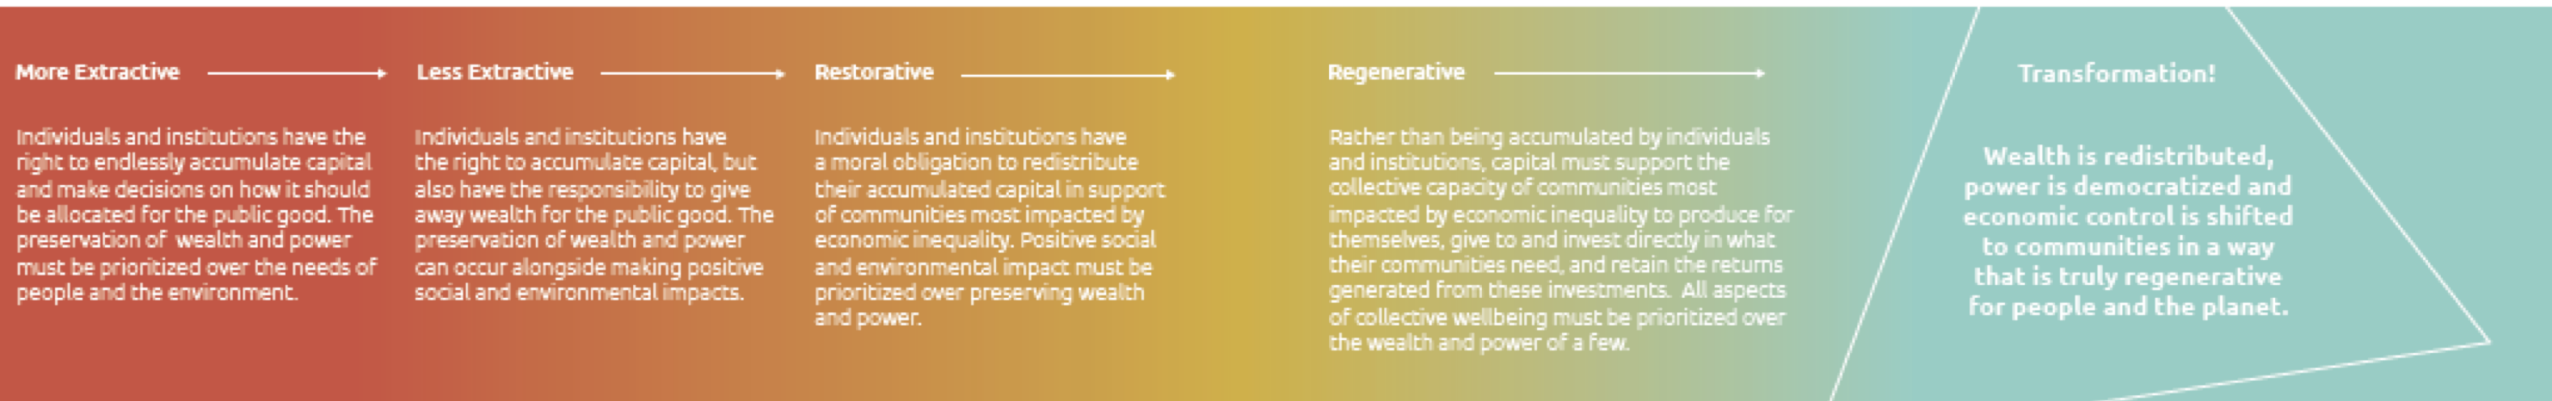 More Extractive
Individuals and institutions have the
right to endlessly accumulate capital
and make decisions on how it should
be allocated for the public good. The
preservation of wealth and power
must be prioritized over the needs of
people and the environment.
Less Extractive
Individuals and institutions have
the right to accumulate capital, but
also have the responsibility to give
away wealth for the public good. The
preservation of wealth and power
can occur alongside making positive
social and environmental impacts.
Restorative
Individuals and institutions have
a moral obligation to redistribute
their accumulated capital in support
of communities most impacted by
economic inequality. Positive social
and environmental impact must be
prioritized over preserving wealth
and power.
Regenerative
Rather than being accumulated by individuals
and institutions, capital must support the
collective capacity of communities most
impacted by economic inequality to produce for
themselves, give to and invest directly in what
their communities need, and retain the returns
generated from these investments. All aspects
of collective wellbeing must be prioritized over
the wealth and power of a few.
Transformation!
Wealth is redistributed,
power is democratized and
economic control is shifted
to communities in a way
that is truly regenerative
for people and the planet.